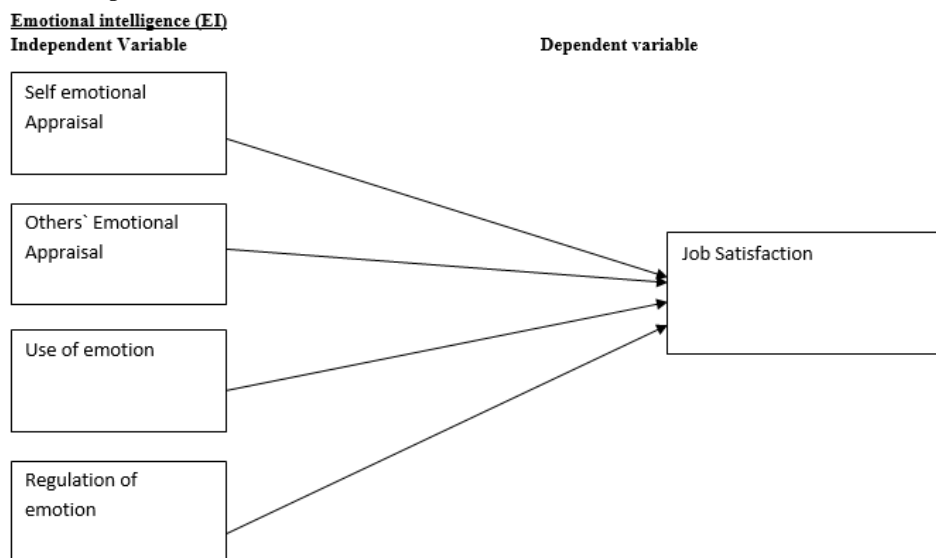 Emotional intelligence (EI)
Independent Variable
Dependent variable
Self emotional
Appraisal
Others` Emotional
Appraisal
Job Satisfaction
Use of emotion
Regulation of
emotion